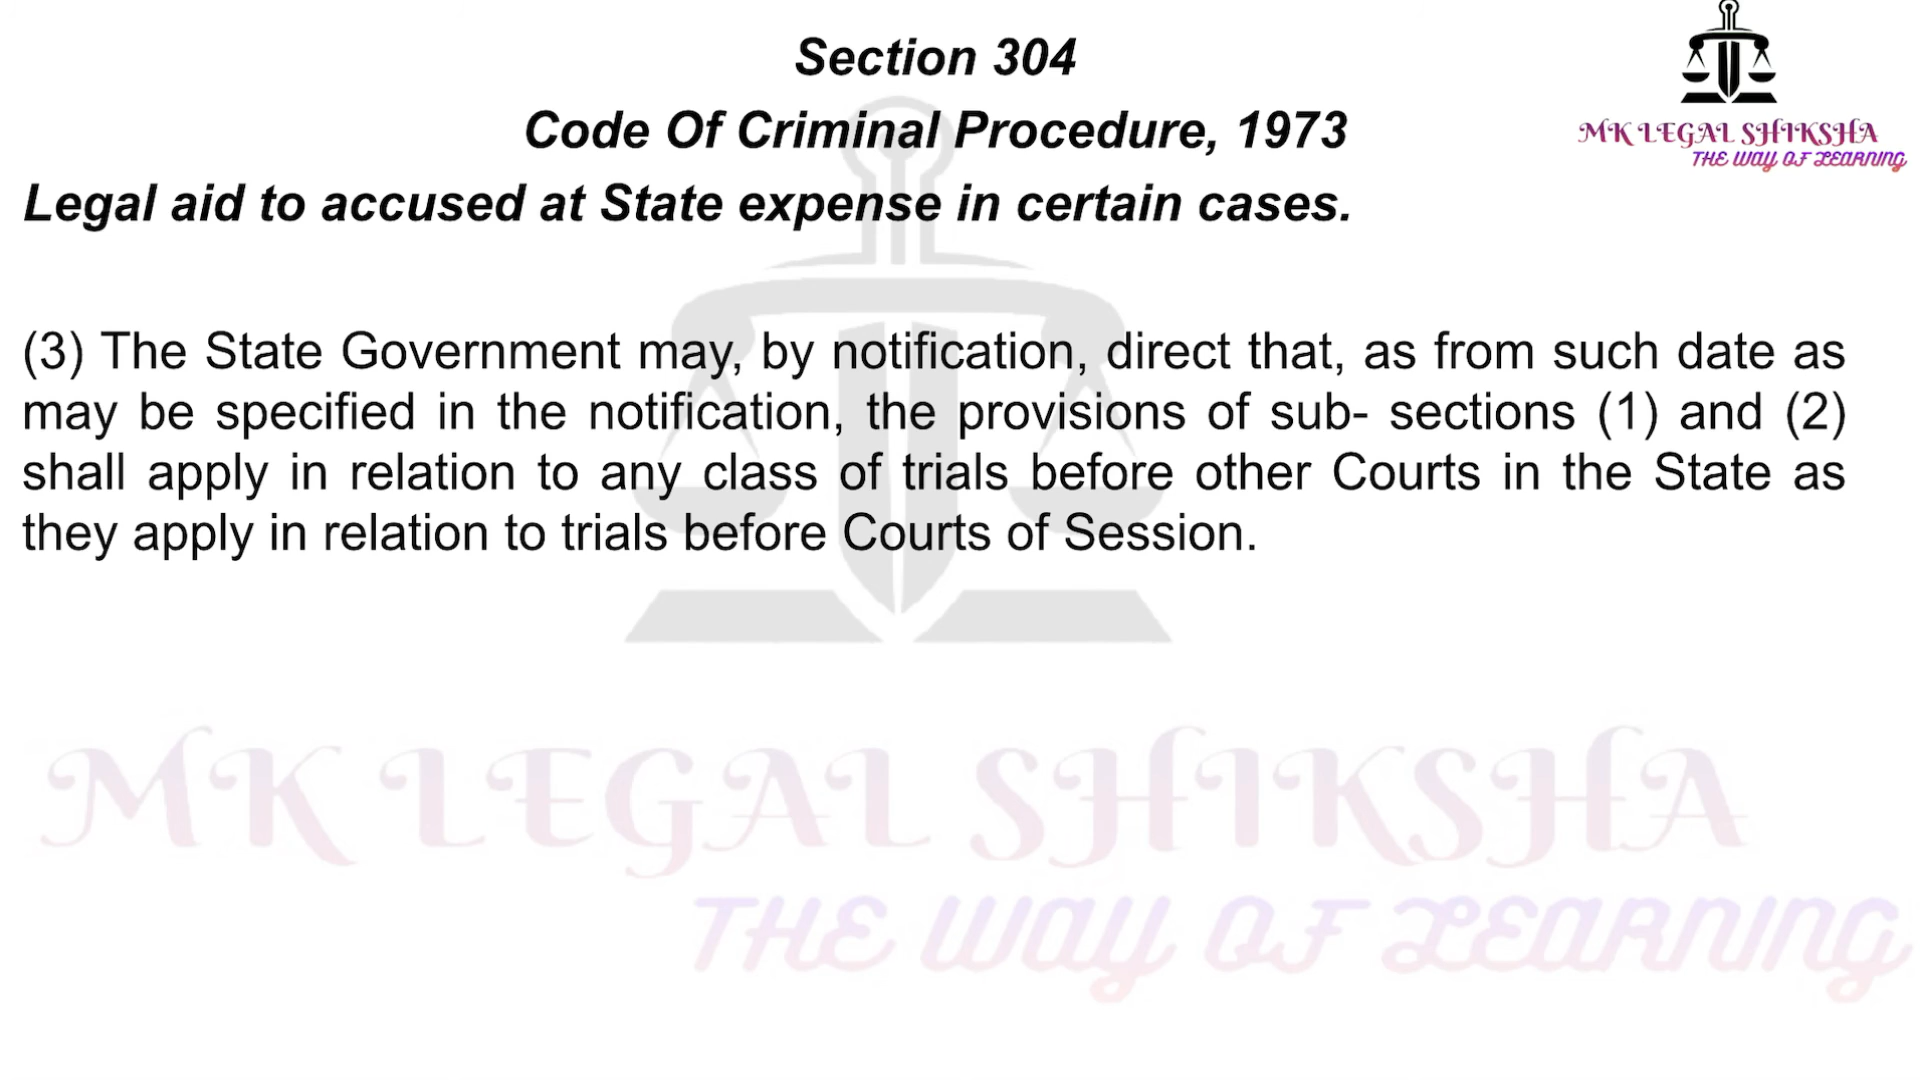 Section 304
Code Of Criminal Procedure, 1973
MK LEGAL SHIKSHA
THE WAY OF LEARNING
Legal aid to accused at State expense in certain cases.
(3) The State Government may, by notification, direct that, as from such date as
may be specified in the notification, the provisions of sub- sections (1) and (2)
shall apply in relation to any class of trials before other Courts in the State as
they apply in relation to trials before Courts of Session.
MK LEGAL SHIKSHA
THE WAY OF LEARNING